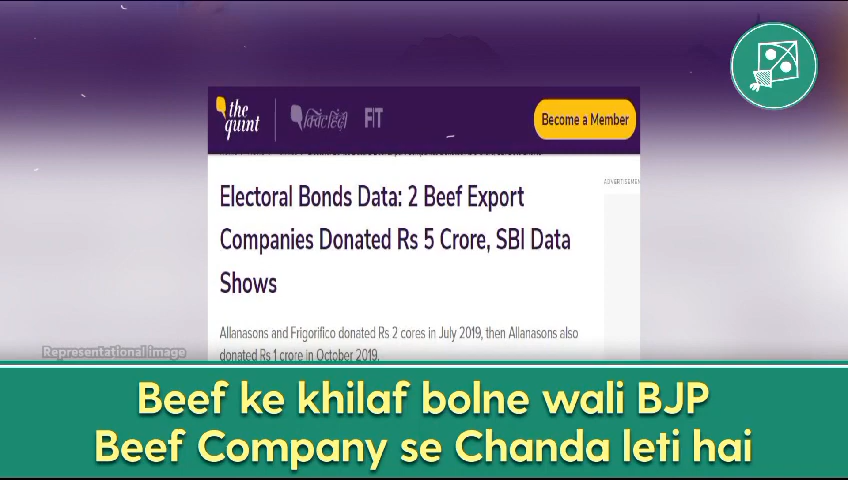 the quint
क्विंटहिंदी
FIT
Become a Member
ADVERTISEMEN
Electoral Bonds Data: 2 Beef Export
Companies Donated Rs 5 Crore, SBI Data
Shows
Allanasons and Frigorifico donated Rs 2 cores in July 2019, then Allanasons also
donated Rs 1 crore in October 2019.
Representational image
Beef ke khilaf bolne wali BJP
Beef Company se Chanda leti hai